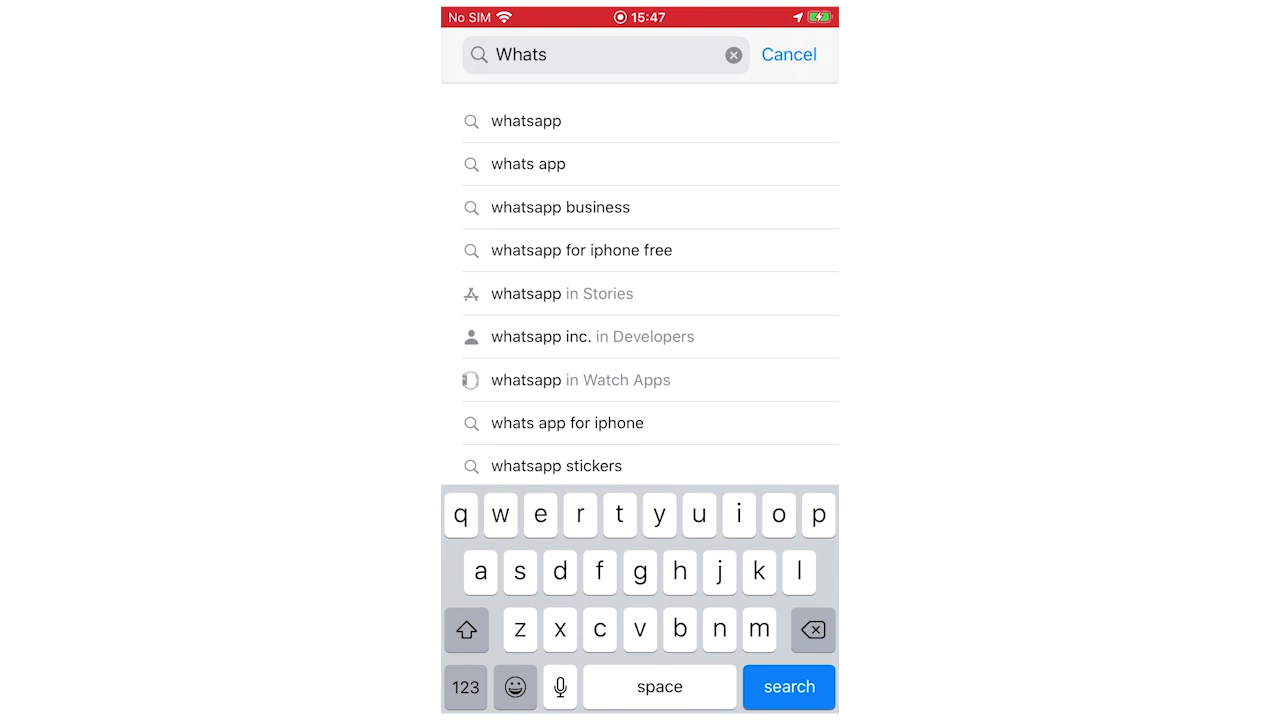 No SIM 15:47
Whats Cancel
whatsapp
whats app
whatsapp business
whatsapp for iphone free
whatsapp in Stories
whatsapp inc. in Developers
whatsapp in Watch Apps
whats app for iphone
whatsapp stickers
q w e r t y u i o p
a s d f g h j k l
z x c v b n m
123 space search